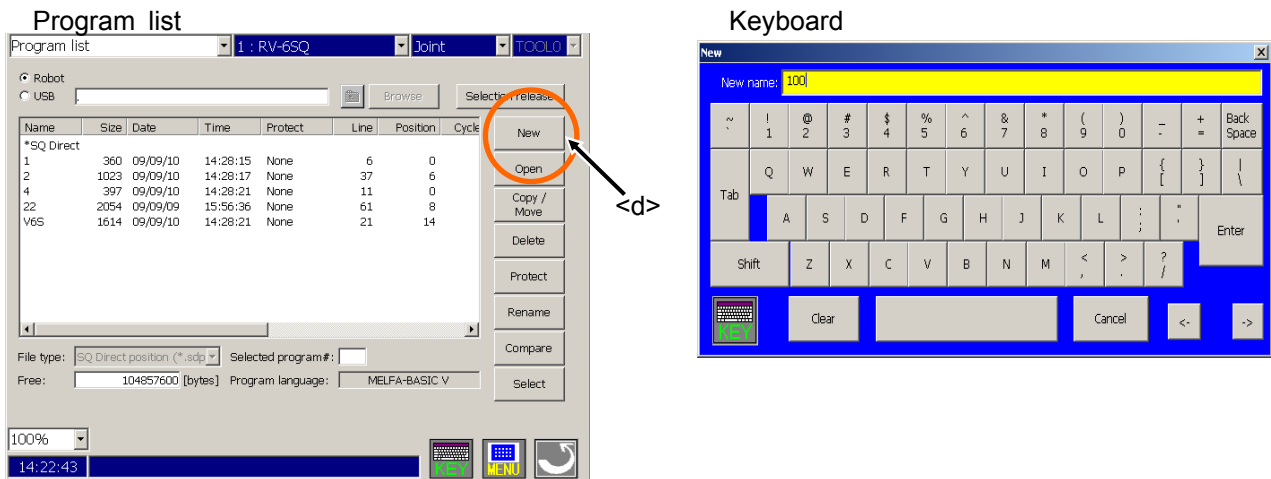 Program list
Keyboard
Program list 1 : RV-6SQ Joint TOOL0
Robot
USB Browse Selection release
Name Size Date Time Protect Line Position Cycle
*SQ Direct
1 360 09/09/10 14:28:15 None 6 0
2 1023 09/09/10 14:28:17 None 37 6
4 397 09/09/10 14:28:21 None 11 0
22 2054 09/09/09 15:56:36 None 61 8
V6S 1614 09/09/10 14:28:21 None 21 14
New
Open
Copy /
Move
Delete
Protect
Rename
Compare
Select
<d>
File type: SQ Direct position (*.sdp Selected program#:
Free: 104857600 [bytes] Program language: MELFA-BASIC V
100%
14:22:43 KEY MENU
New X
New name: 100
~ ! @ # $ % ^ & * ( ) _ + Back
` 1 2 3 4 5 6 7 8 9 0 - = Space
Tab Q W E R T Y U I O P { [ } ] | \
A S D F G H J K L : ; " ' Enter
Shift Z X C V B N M < , > . ? /
KEY Clear Cancel <- ->